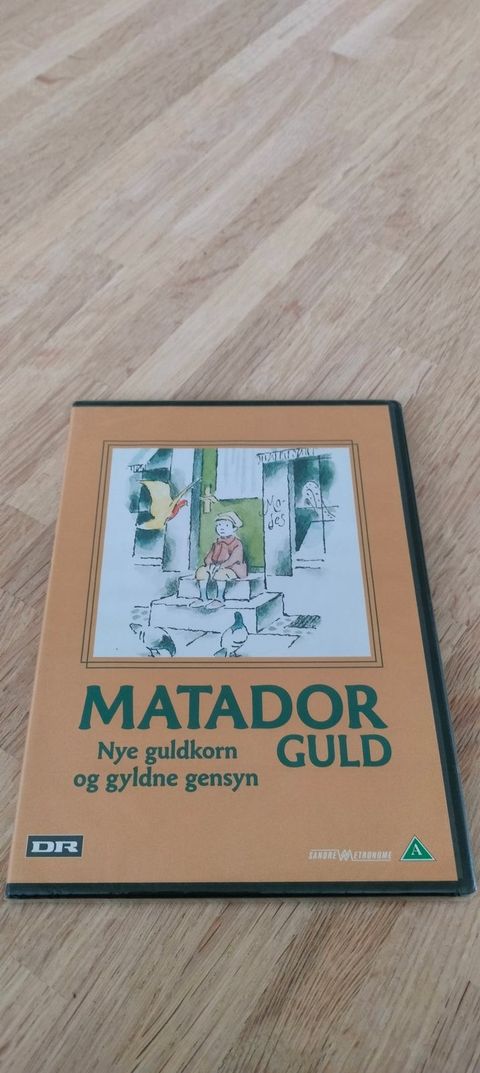 Mo-
des
MATADOR
GULD
Nye guldkorn
og gyldne gensyn
DR
SANDREW METRONOME
A